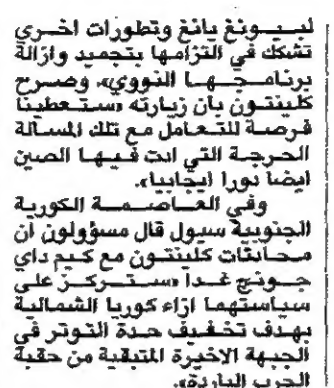 لبيونغ يانغ وتطورات اخرى
تشكك في التزامها بتجميد وازالة
برنامجها النووي». وصرح
كلينتون بان زيارته «ستعطينا
فرصة للتعامل مع تلك المسالة
الحرجة التي ادت فيها الصين
ايضا دورا ايجابيا».
وفي العاصمة الكورية
الجنوبية سيول قال مسؤولون ان
محادثات كلينتون مع كيم داي
جونج غدا «ستركز على
سياستهما ازاء كوريا الشمالية
بهدف تخفيف حدة التوتر في
الجبهة الاخيرة المتبقية من حقبة
الحرب الباردة».